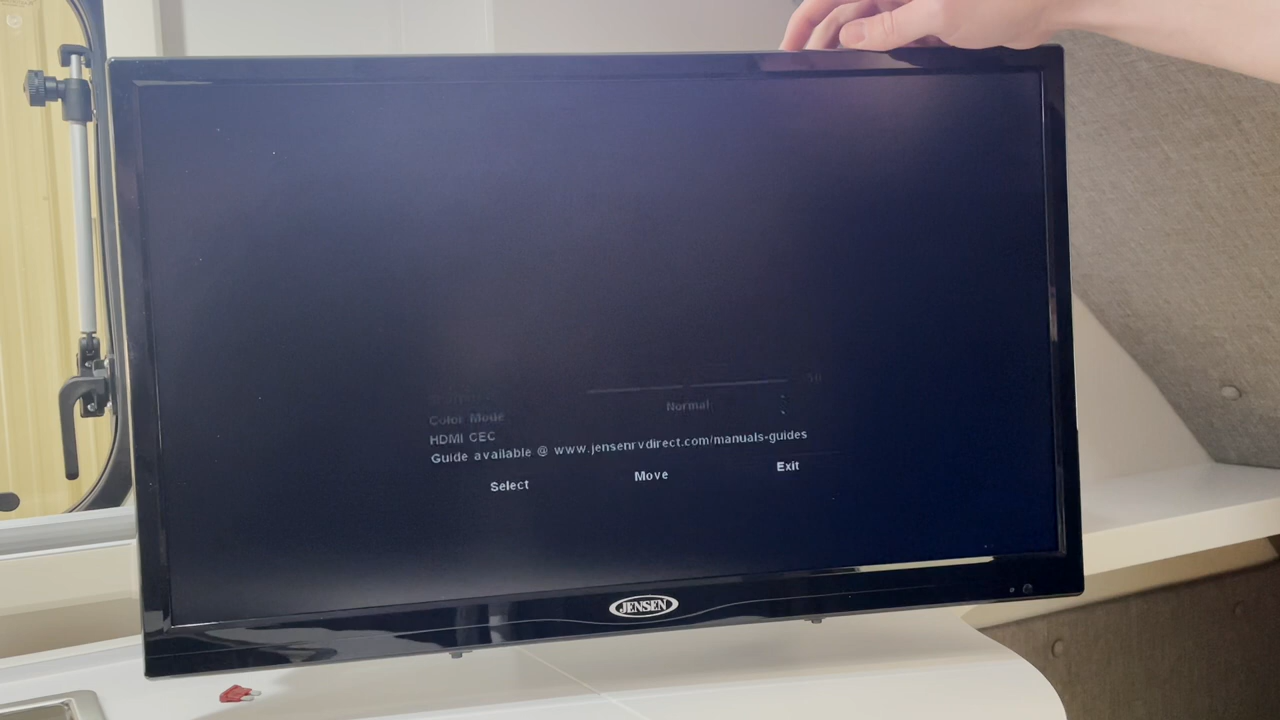 Color Mode Normal
HDMI CEC
Guide available @ www.jensenrvdirect.com/manuals-guides
Select Move Exit
JENSEN